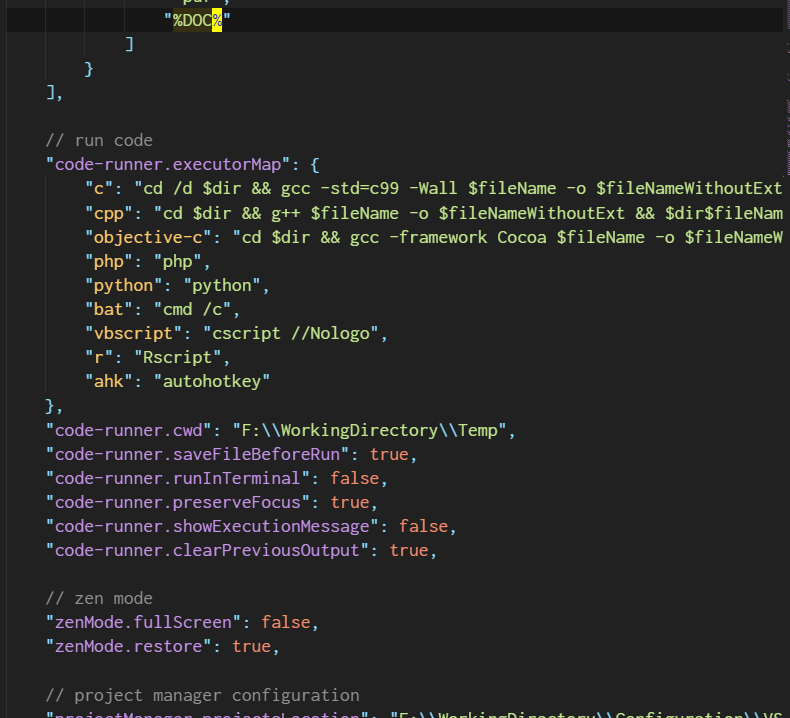 "%DOC%"
]
}
],
// run code
"code-runner.executorMap": {
"c": "cd /d $dir && gcc -std=c99 -Wall $fileName -o $fileNameWithoutExt
"cpp": "cd $dir && g++ $fileName -o $fileNameWithoutExt && $dir$fileNam
"objective-c": "cd $dir && gcc -framework Cocoa $fileName -o $fileNameW
"php": "php",
"python": "python",
"bat": "cmd /c",
"vbscript": "cscript //Nologo",
"r": "Rscript",
"ahk": "autohotkey"
},
"code-runner.cwd": "F:\\WorkingDirectory\\Temp",
"code-runner.saveFileBeforeRun": true,
"code-runner.runInTerminal": false,
"code-runner.preserveFocus": true,
"code-runner.showExecutionMessage": false,
"code-runner.clearPreviousOutput": true,
// zen mode
"zenMode.fullScreen": false,
"zenMode.restore": true,
// project manager configuration
"projectManager.projectsLocation": "F:\\WorkingDirectory\\Configuration\\VS